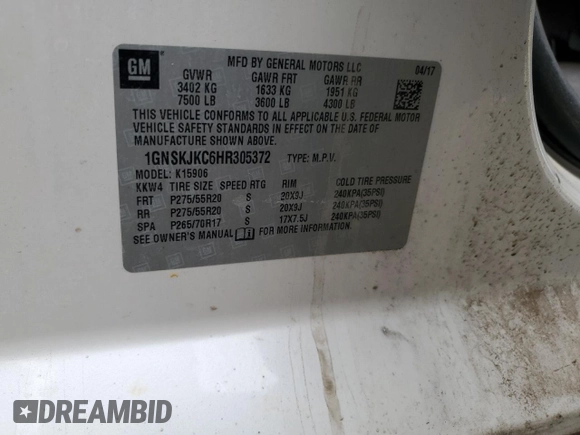 GM
MFD BY GENERAL MOTORS LLC 04/17
GVWR GAWR FRT GAWR RR
3402 KG 1633 KG 1951 KG
7500 LB 3600 LB 4300 LB
THIS VEHICLE CONFORMS TO ALL APPLICABLE U.S. FEDERAL MOTOR
VEHICLE SAFETY STANDARDS IN EFFECT ON THE DATE OF
MANUFACTURE SHOWN ABOVE.
1GNSKJKC6HR305372 TYPE: M.P.V.
MODEL: K15906
KKW4 TIRE SIZE SPEED RTG RIM COLD TIRE PRESSURE
FRT P275/55R20 S 20X9J 240KPA(35PSI)
RR P275/55R20 S 20X9J 240KPA(35PSI)
SPA P265/70R17 S 17X7.5J 240KPA(35PSI)
SEE OWNER'S MANUAL FOR MORE INFORMATION.
DREAMBID